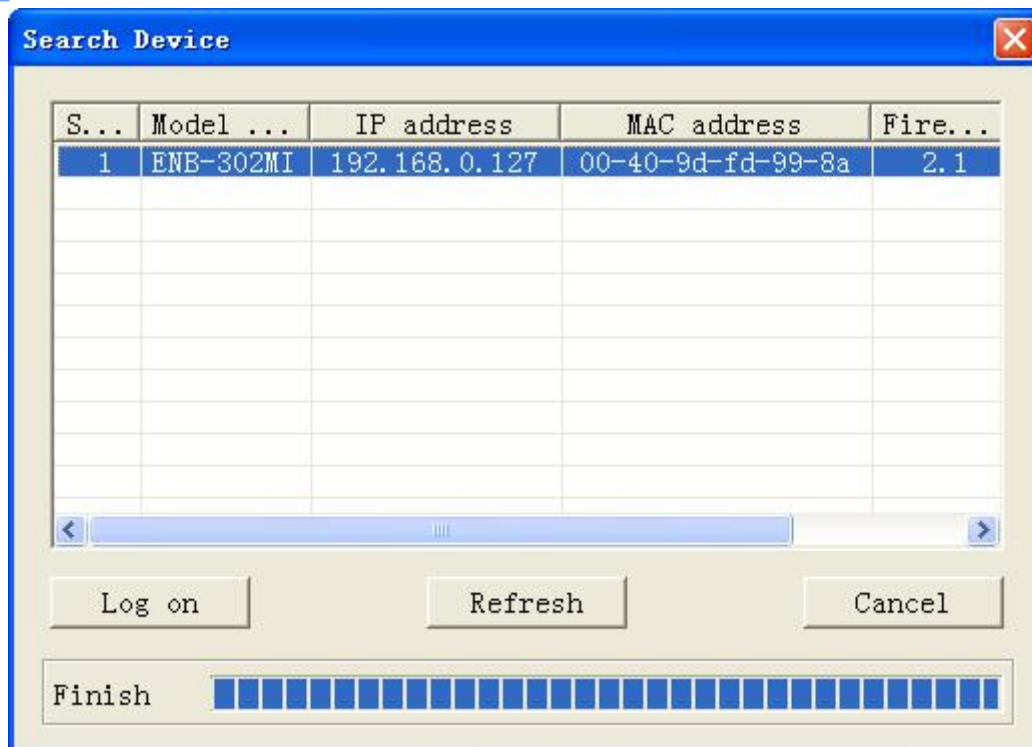 Search Device
S... Model ... IP address MAC address Fire...
1 ENB-302MI 192.168.0.127 00-40-9d-fd-99-8a 2.1
Log on Refresh Cancel
Finish